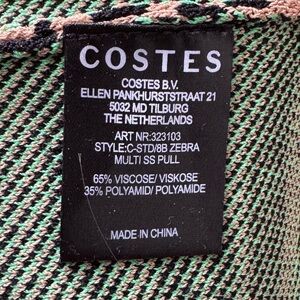 COSTES
COSTES B.V.
ELLEN PANKHURSTSTRAAT 21
5032 MD TILBURG
THE NETHERLANDS
ART NR:323103
STYLE:C-STD/8B ZEBRA
MULTI SS PULL
65% VISCOSE/ VISKOSE
35% POLYAMID/ POLYAMIDE
MADE IN CHINA